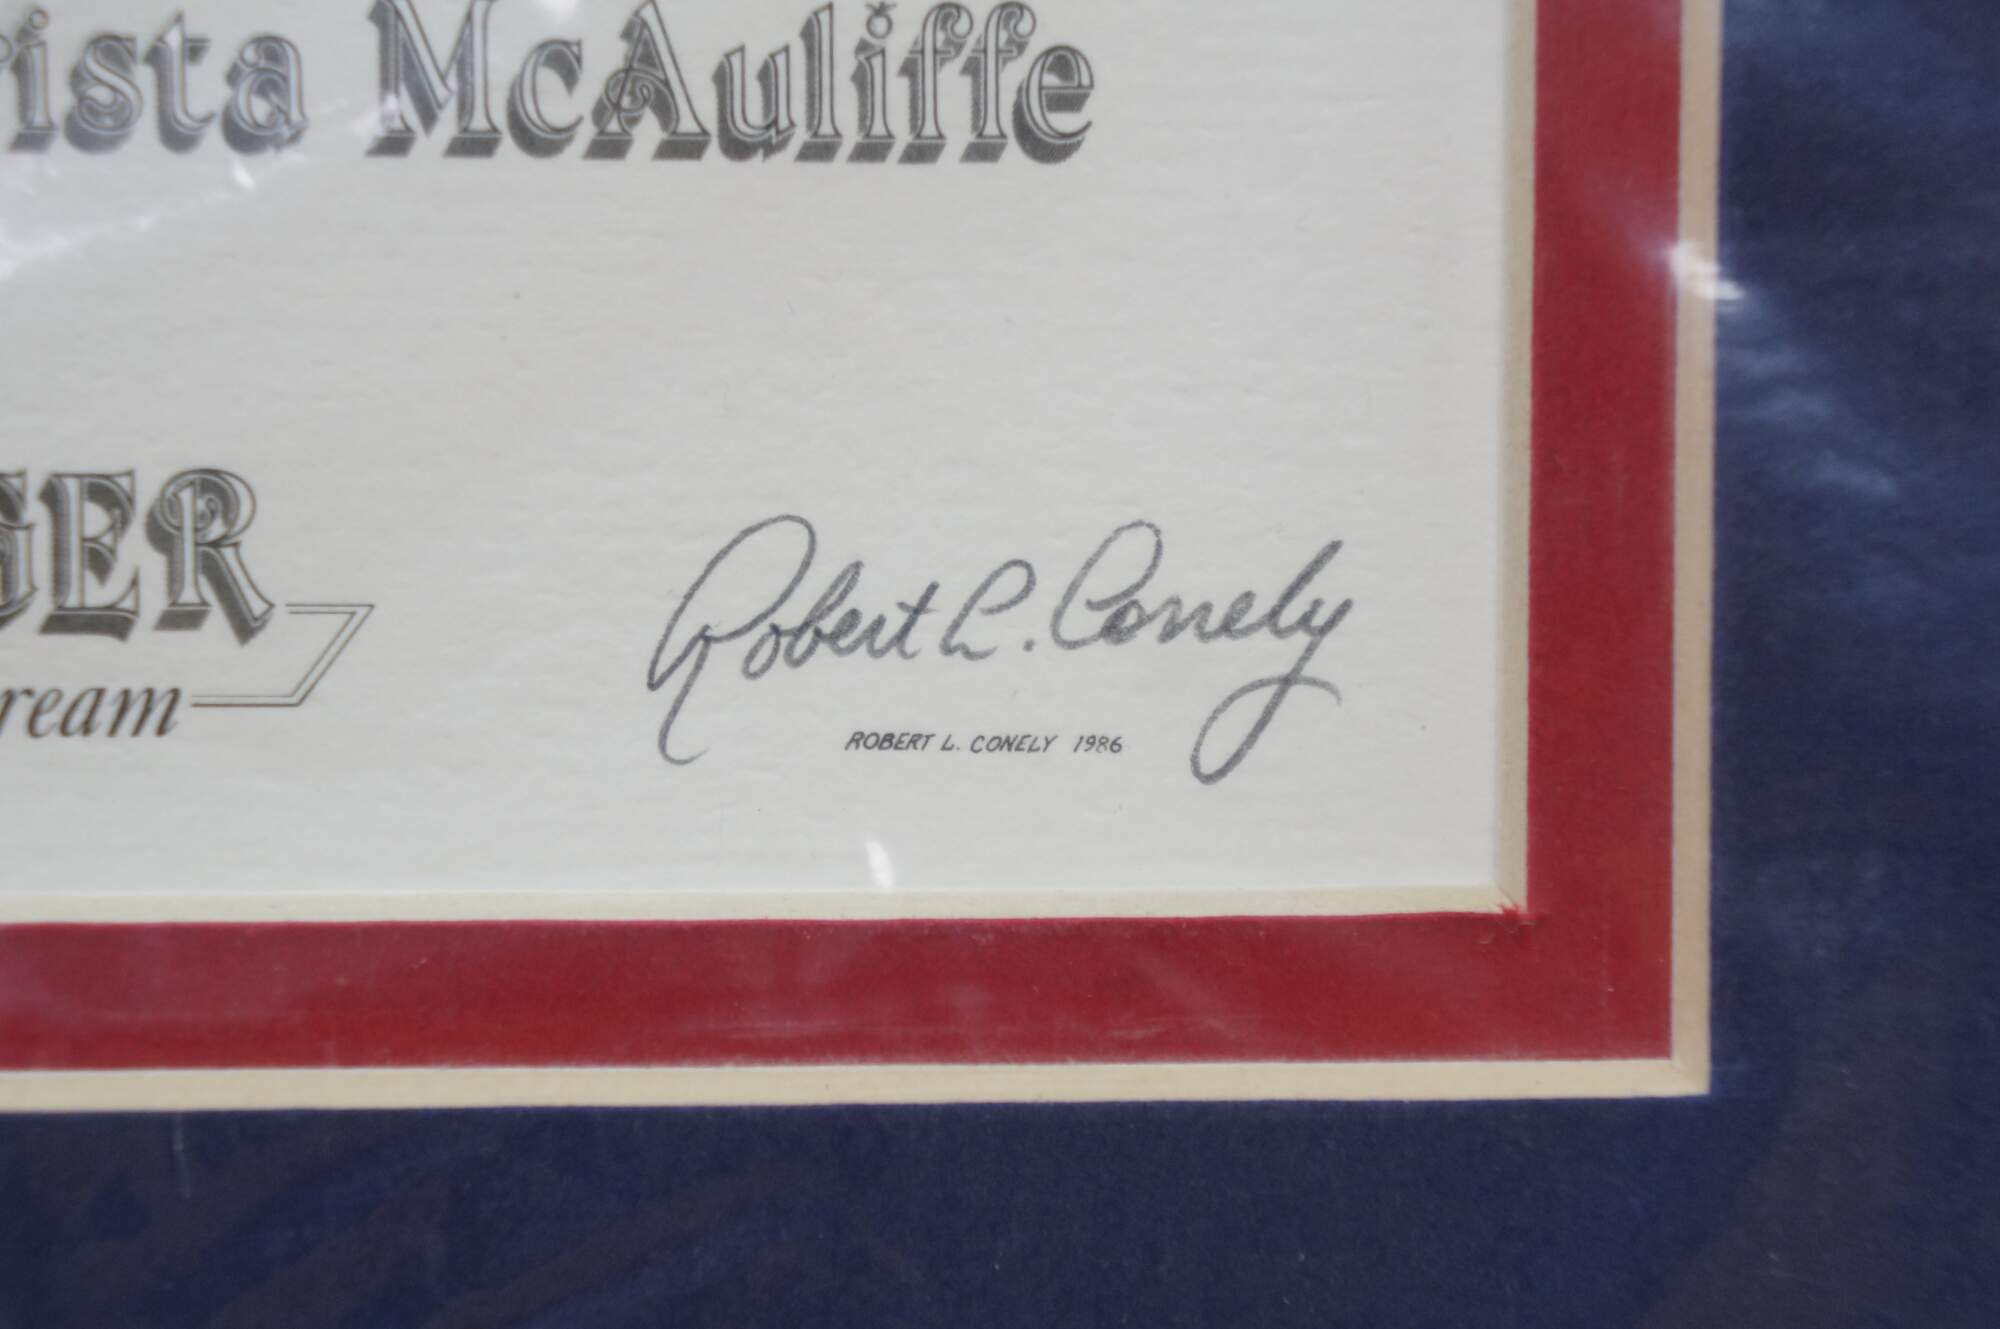 rista McAuliffe
GER
ream
Robert L. Conely
ROBERT L. CONELY 1986